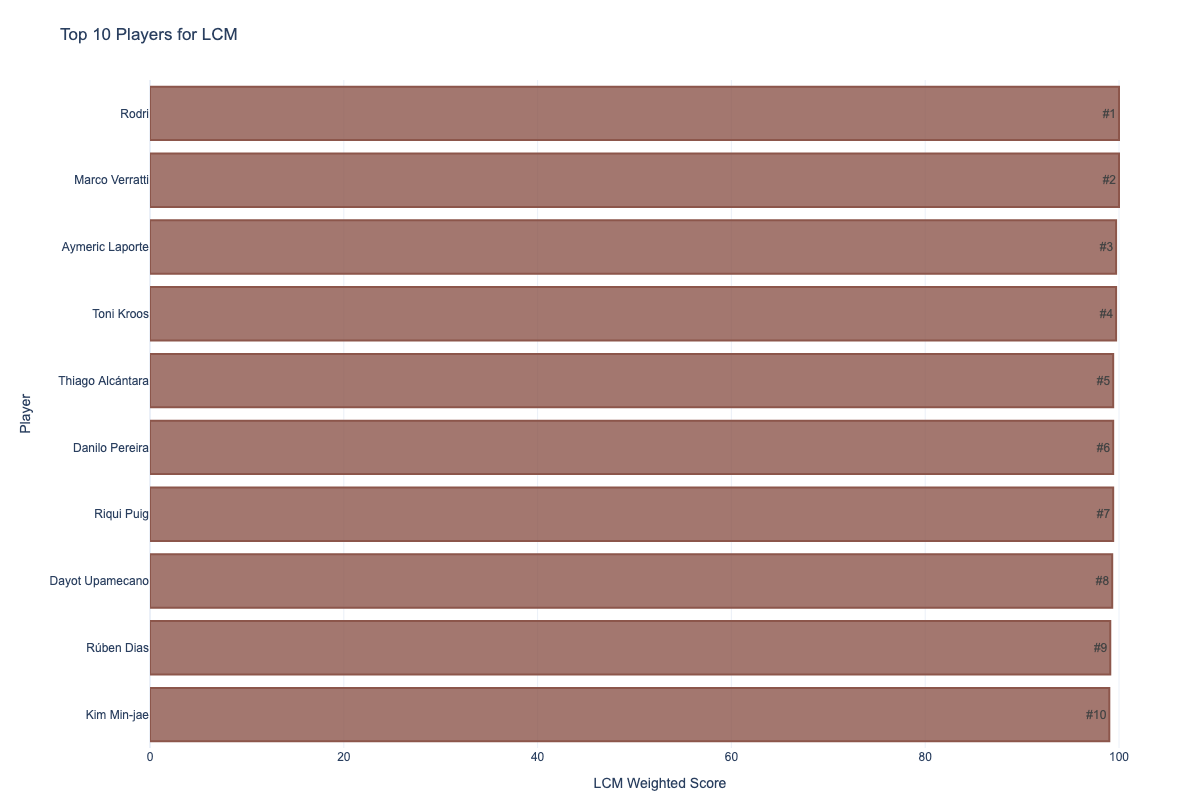 Top 10 Players for LCM
Player
Rodri #1
Marco Verratti #2
Aymeric Laporte #3
Toni Kroos #4
Thiago Alcántara #5
Danilo Pereira #6
Riqui Puig #7
Dayot Upamecano #8
Rúben Dias #9
Kim Min-jae #10
0 20 40 60 80 100
LCM Weighted Score